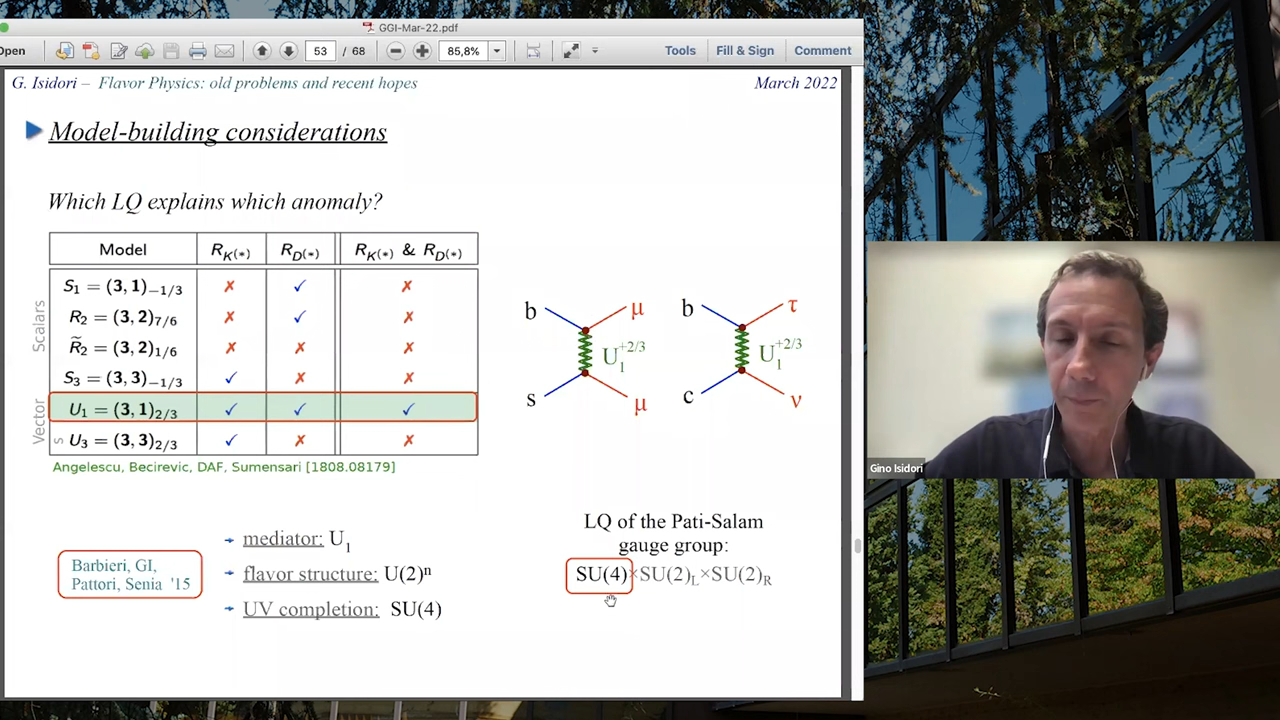 GGI-Mar-22.pdf
Open
53 / 68
85,8%
Tools
Fill & Sign
Comment
G. Isidori – Flavor Physics: old problems and recent hopes
March 2022
Model-building considerations
Which LQ explains which anomaly?
Model R_K(*) R_D(*) R_K(*) & R_D(*)
Scalars
S₁ = (3, 1)₋₁/₃ ✗ ✓ ✗
R₂ = (3, 2)₇/₆ ✗ ✓ ✗
R̃₂ = (3, 2)₁/₆ ✗ ✗ ✗
S₃ = (3, 3)₋₁/₃ ✓ ✗ ✗
Vectors
U₁ = (3, 1)₂/₃ ✓ ✓ ✓
U₃ = (3, 3)₂/₃ ✓ ✗ ✗
Angelescu, Becirevic, DAF, Sumensari [1808.08179]
b μ
U₁⁺²/³
s μ
b τ
U₁⁺²/³
c ν
Barbieri, GI,
Pattori, Senia '15
mediator: U₁
flavor structure: U(2)ⁿ
UV completion: SU(4)
LQ of the Pati-Salam
gauge group:
SU(4)×SU(2)_L×SU(2)_R
Gino Isidori